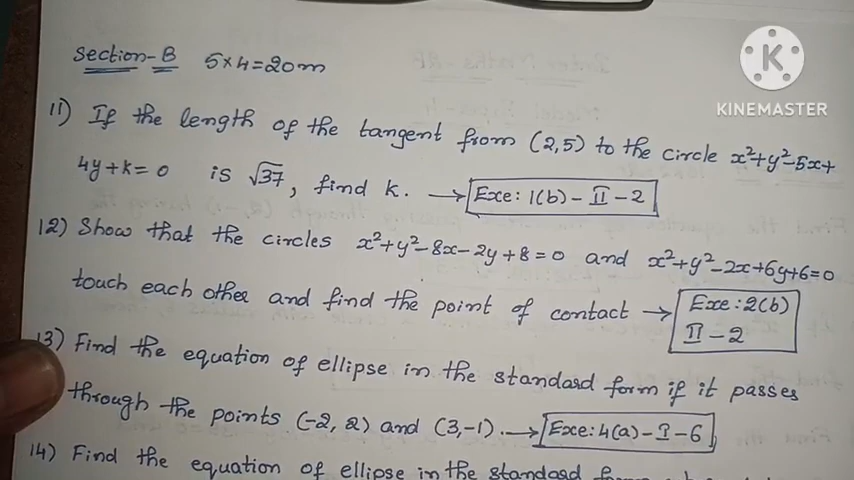 Section-B 5×4=20m
KINEMASTER
11) If the length of the tangent from (2,5) to the circle x²+y²-5x+
4y+k=0 is √37, find k. → Exe: 1(b)-II-2
12) Show that the circles x²+y²-8x-2y+8=0 and x²+y²-2x+6y+6=0
touch each other and find the point of contact → Exe: 2(b)
II-2
13) Find the equation of ellipse in the standard form if it passes
through the points (-2, 2) and (3,-1). → Exe: 4(a)-I-6
14) Find the equation of ellipse in the standard